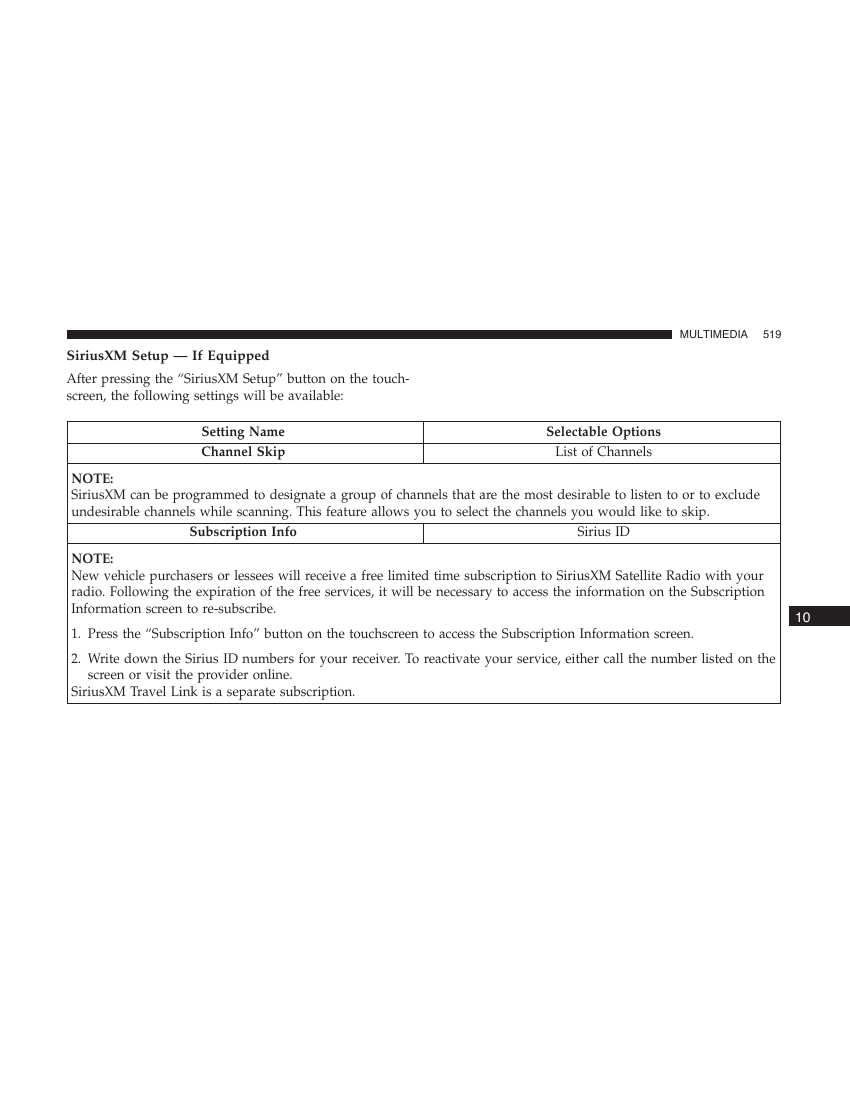 MULTIMEDIA 519
SiriusXM Setup — If Equipped
After pressing the “SiriusXM Setup” button on the touch-
screen, the following settings will be available:
Setting Name Selectable Options
Channel Skip List of Channels
NOTE:
SiriusXM can be programmed to designate a group of channels that are the most desirable to listen to or to exclude
undesirable channels while scanning. This feature allows you to select the channels you would like to skip.
Subscription Info Sirius ID
NOTE:
New vehicle purchasers or lessees will receive a free limited time subscription to SiriusXM Satellite Radio with your
radio. Following the expiration of the free services, it will be necessary to access the information on the Subscription
Information screen to re-subscribe.
1. Press the “Subscription Info” button on the touchscreen to access the Subscription Information screen.
2. Write down the Sirius ID numbers for your receiver. To reactivate your service, either call the number listed on the
screen or visit the provider online.
SiriusXM Travel Link is a separate subscription.
10